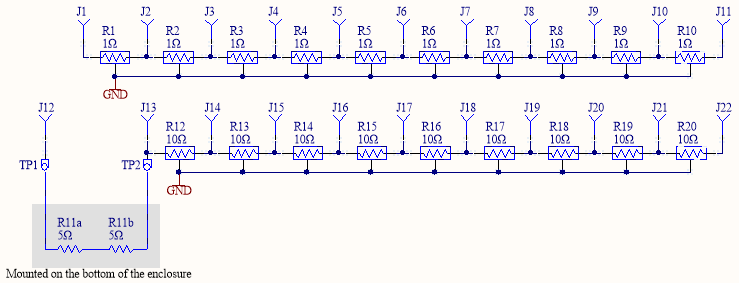 J1 J2 J3 J4 J5 J6 J7 J8 J9 J10 J11
R1 R2 R3 R4 R5 R6 R7 R8 R9 R10
1Ω 1Ω 1Ω 1Ω 1Ω 1Ω 1Ω 1Ω 1Ω 1Ω
GND
J12 J13 J14 J15 J16 J17 J18 J19 J20 J21 J22
R12 R13 R14 R15 R16 R17 R18 R19 R20
10Ω 10Ω 10Ω 10Ω 10Ω 10Ω 10Ω 10Ω 10Ω
TP1 TP2
GND
R11a R11b
5Ω 5Ω
Mounted on the bottom of the enclosure